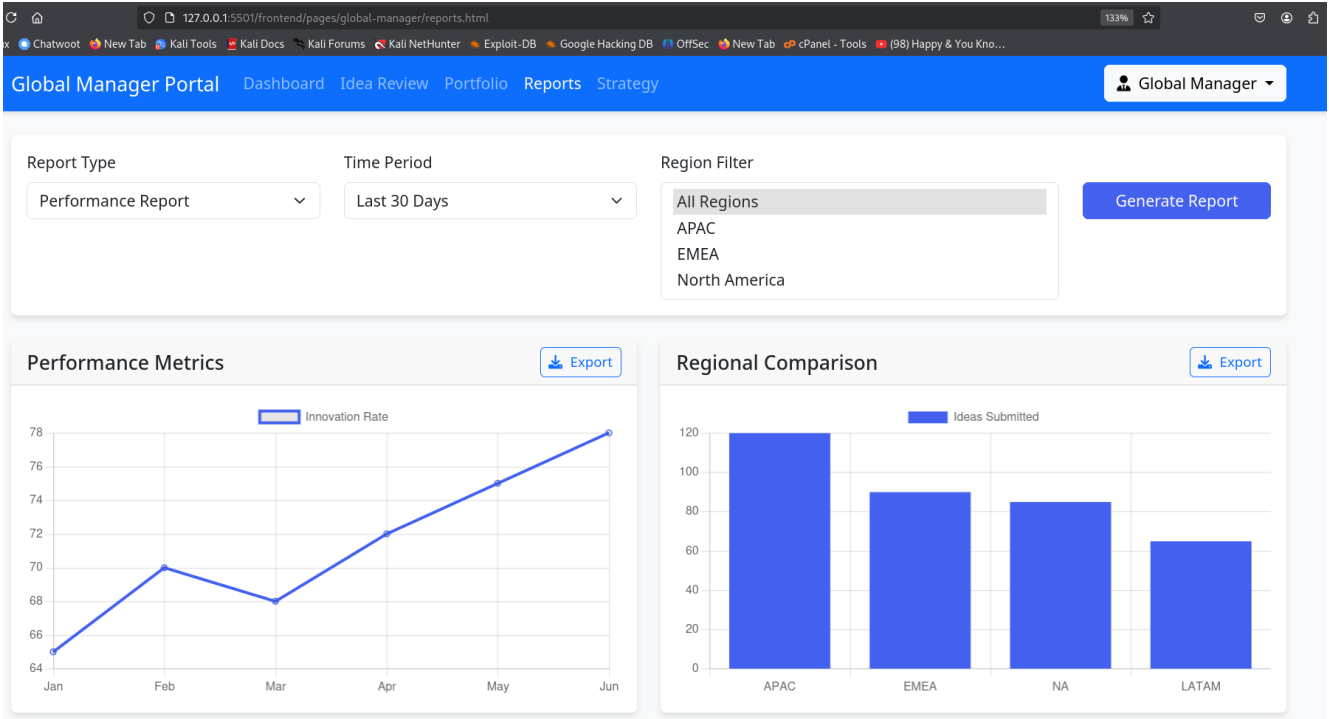 127.0.0.1:5501/frontend/pages/global-manager/reports.html 133%
x Chatwoot New Tab Kali Tools Kali Docs Kali Forums Kali NetHunter Exploit-DB Google Hacking DB OffSec New Tab cPanel - Tools (98) Happy & You Kno...
Global Manager Portal Dashboard Idea Review Portfolio Reports Strategy Global Manager
Report Type Time Period Region Filter
Performance Report Last 30 Days All Regions Generate Report
APAC
EMEA
North America
Performance Metrics Export
Innovation Rate
78
76
74
72
70
68
66
64
Jan Feb Mar Apr May Jun
Regional Comparison Export
Ideas Submitted
120
100
80
60
40
20
0
APAC EMEA NA LATAM